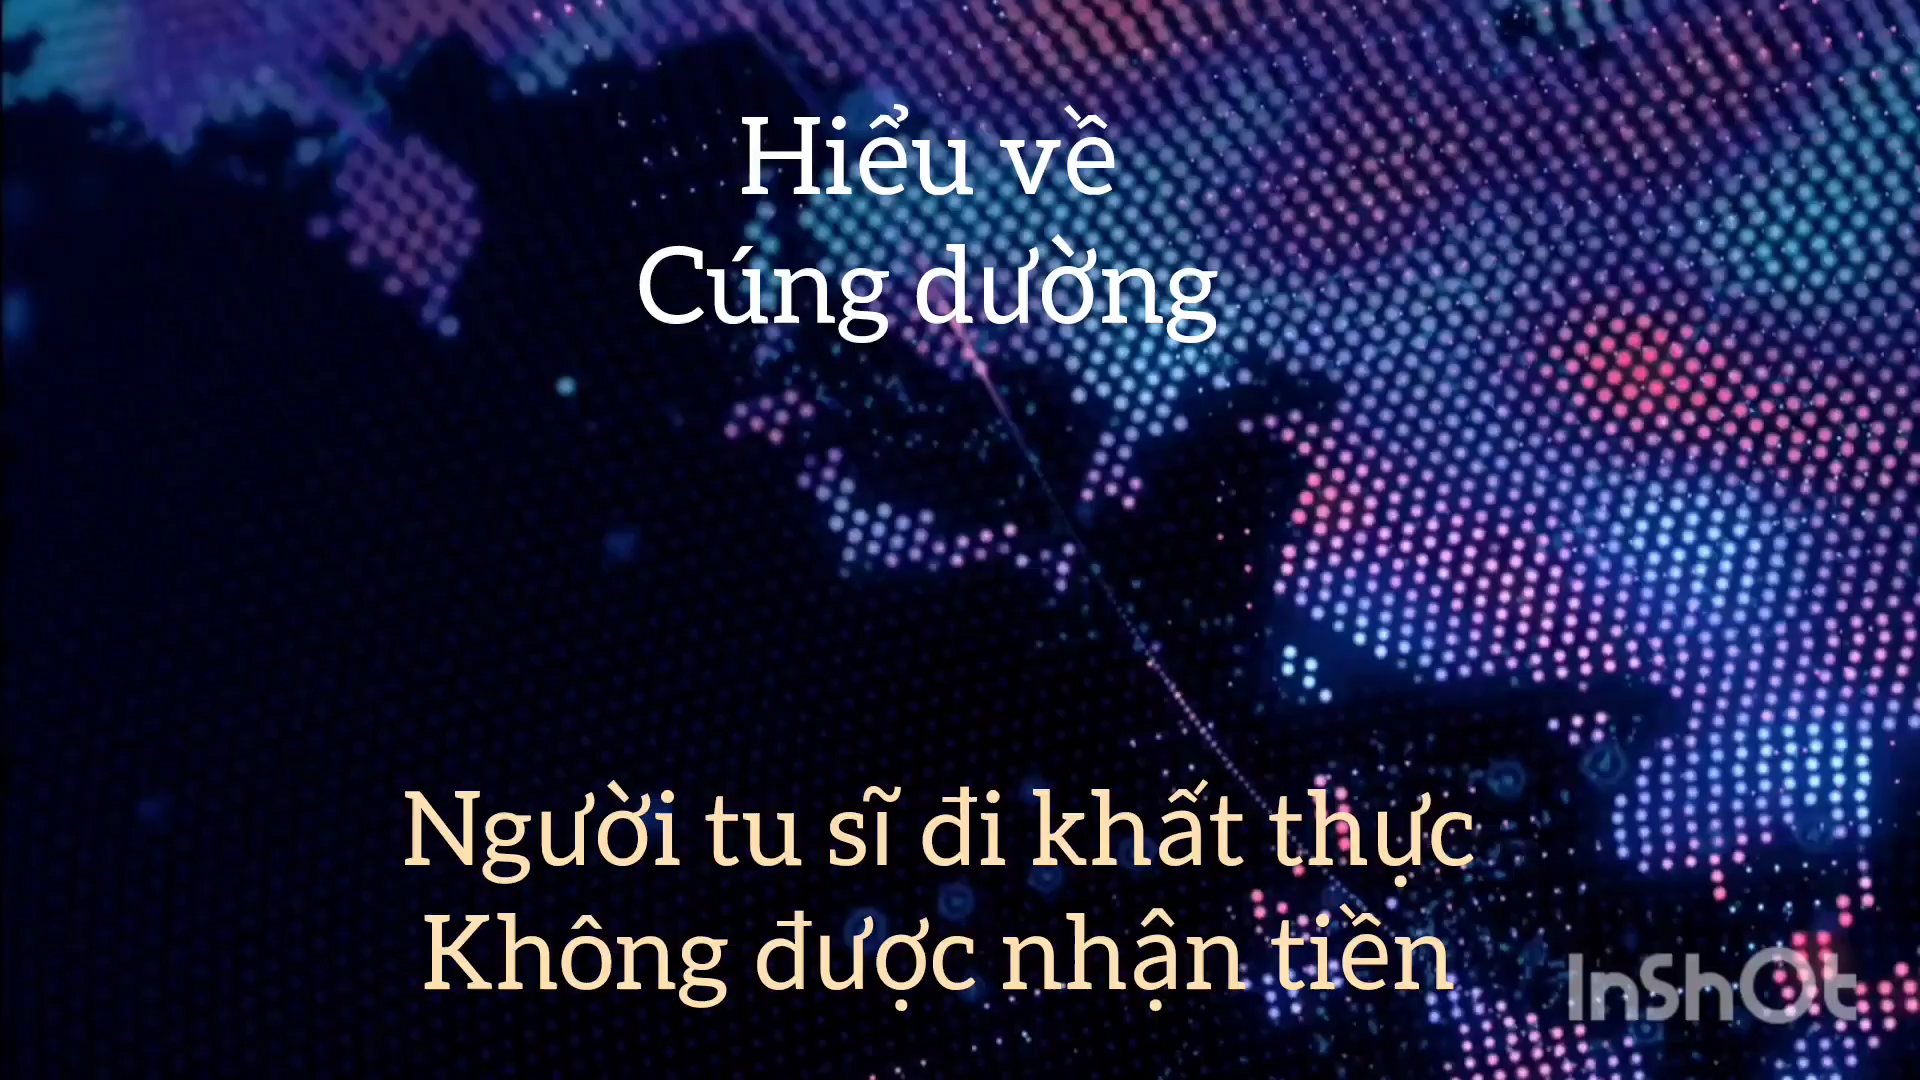 Hiểu về
Cúng dường
Người tu sĩ đi khất thực
Không được nhận tiền
InShOt